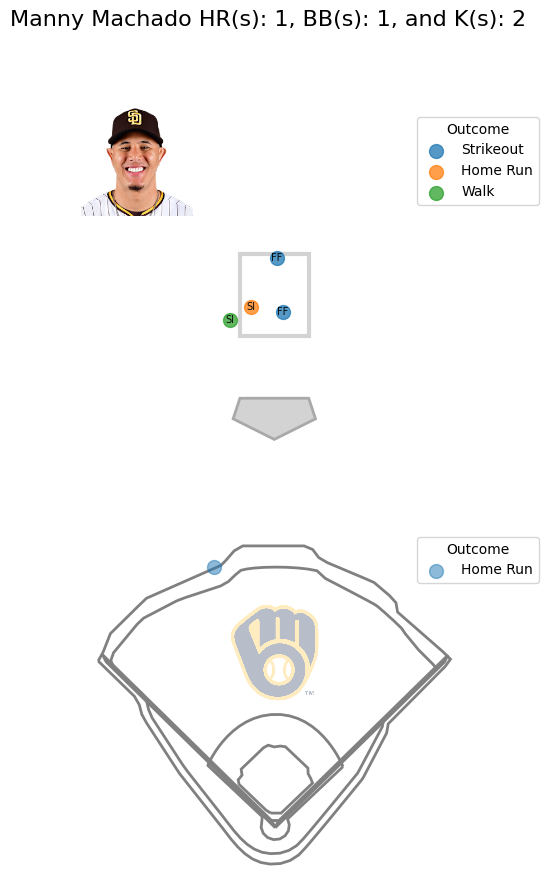 Manny Machado HR(s): 1, BB(s): 1, and K(s): 2
SD
Outcome
Strikeout
Home Run
Walk
FF
SI
FF
SI
Outcome
Home Run
TM